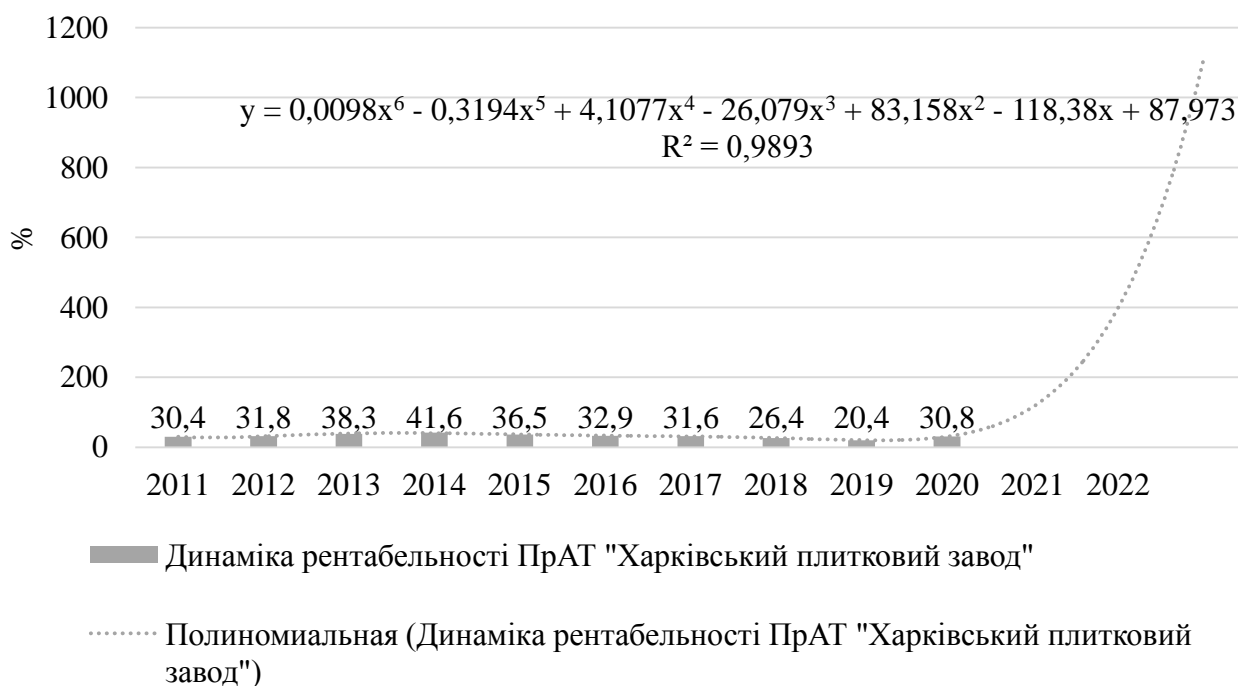 1200
1000
800
600
400
200
0
%
y = 0,0098x⁶ - 0,3194x⁵ + 4,1077x⁴ - 26,079x³ + 83,158x² - 118,38x + 87,973
R² = 0,9893
30,4 31,8 38,3 41,6 36,5 32,9 31,6 26,4 20,4 30,8
2011 2012 2013 2014 2015 2016 2017 2018 2019 2020 2021 2022
Динаміка рентабельності ПрАТ "Харківський плитковий завод"
Полиномиальная (Динаміка рентабельності ПрАТ "Харківський плитковий
завод")